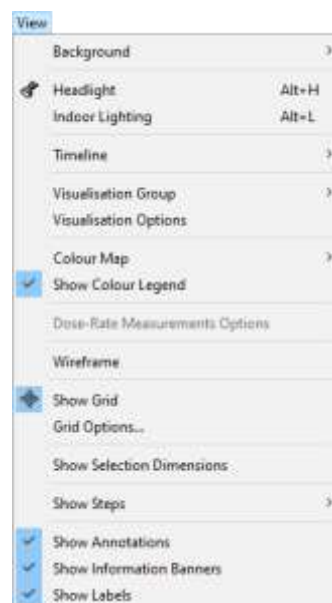 View
Background
Headlight Alt+H
Indoor Lighting Alt+L
Timeline
Visualisation Group
Visualisation Options
Colour Map
Show Colour Legend
Dose-Rate Measurements Options
Wireframe
Show Grid
Grid Options...
Show Selection Dimensions
Show Steps
Show Annotations
Show Information Banners
Show Labels